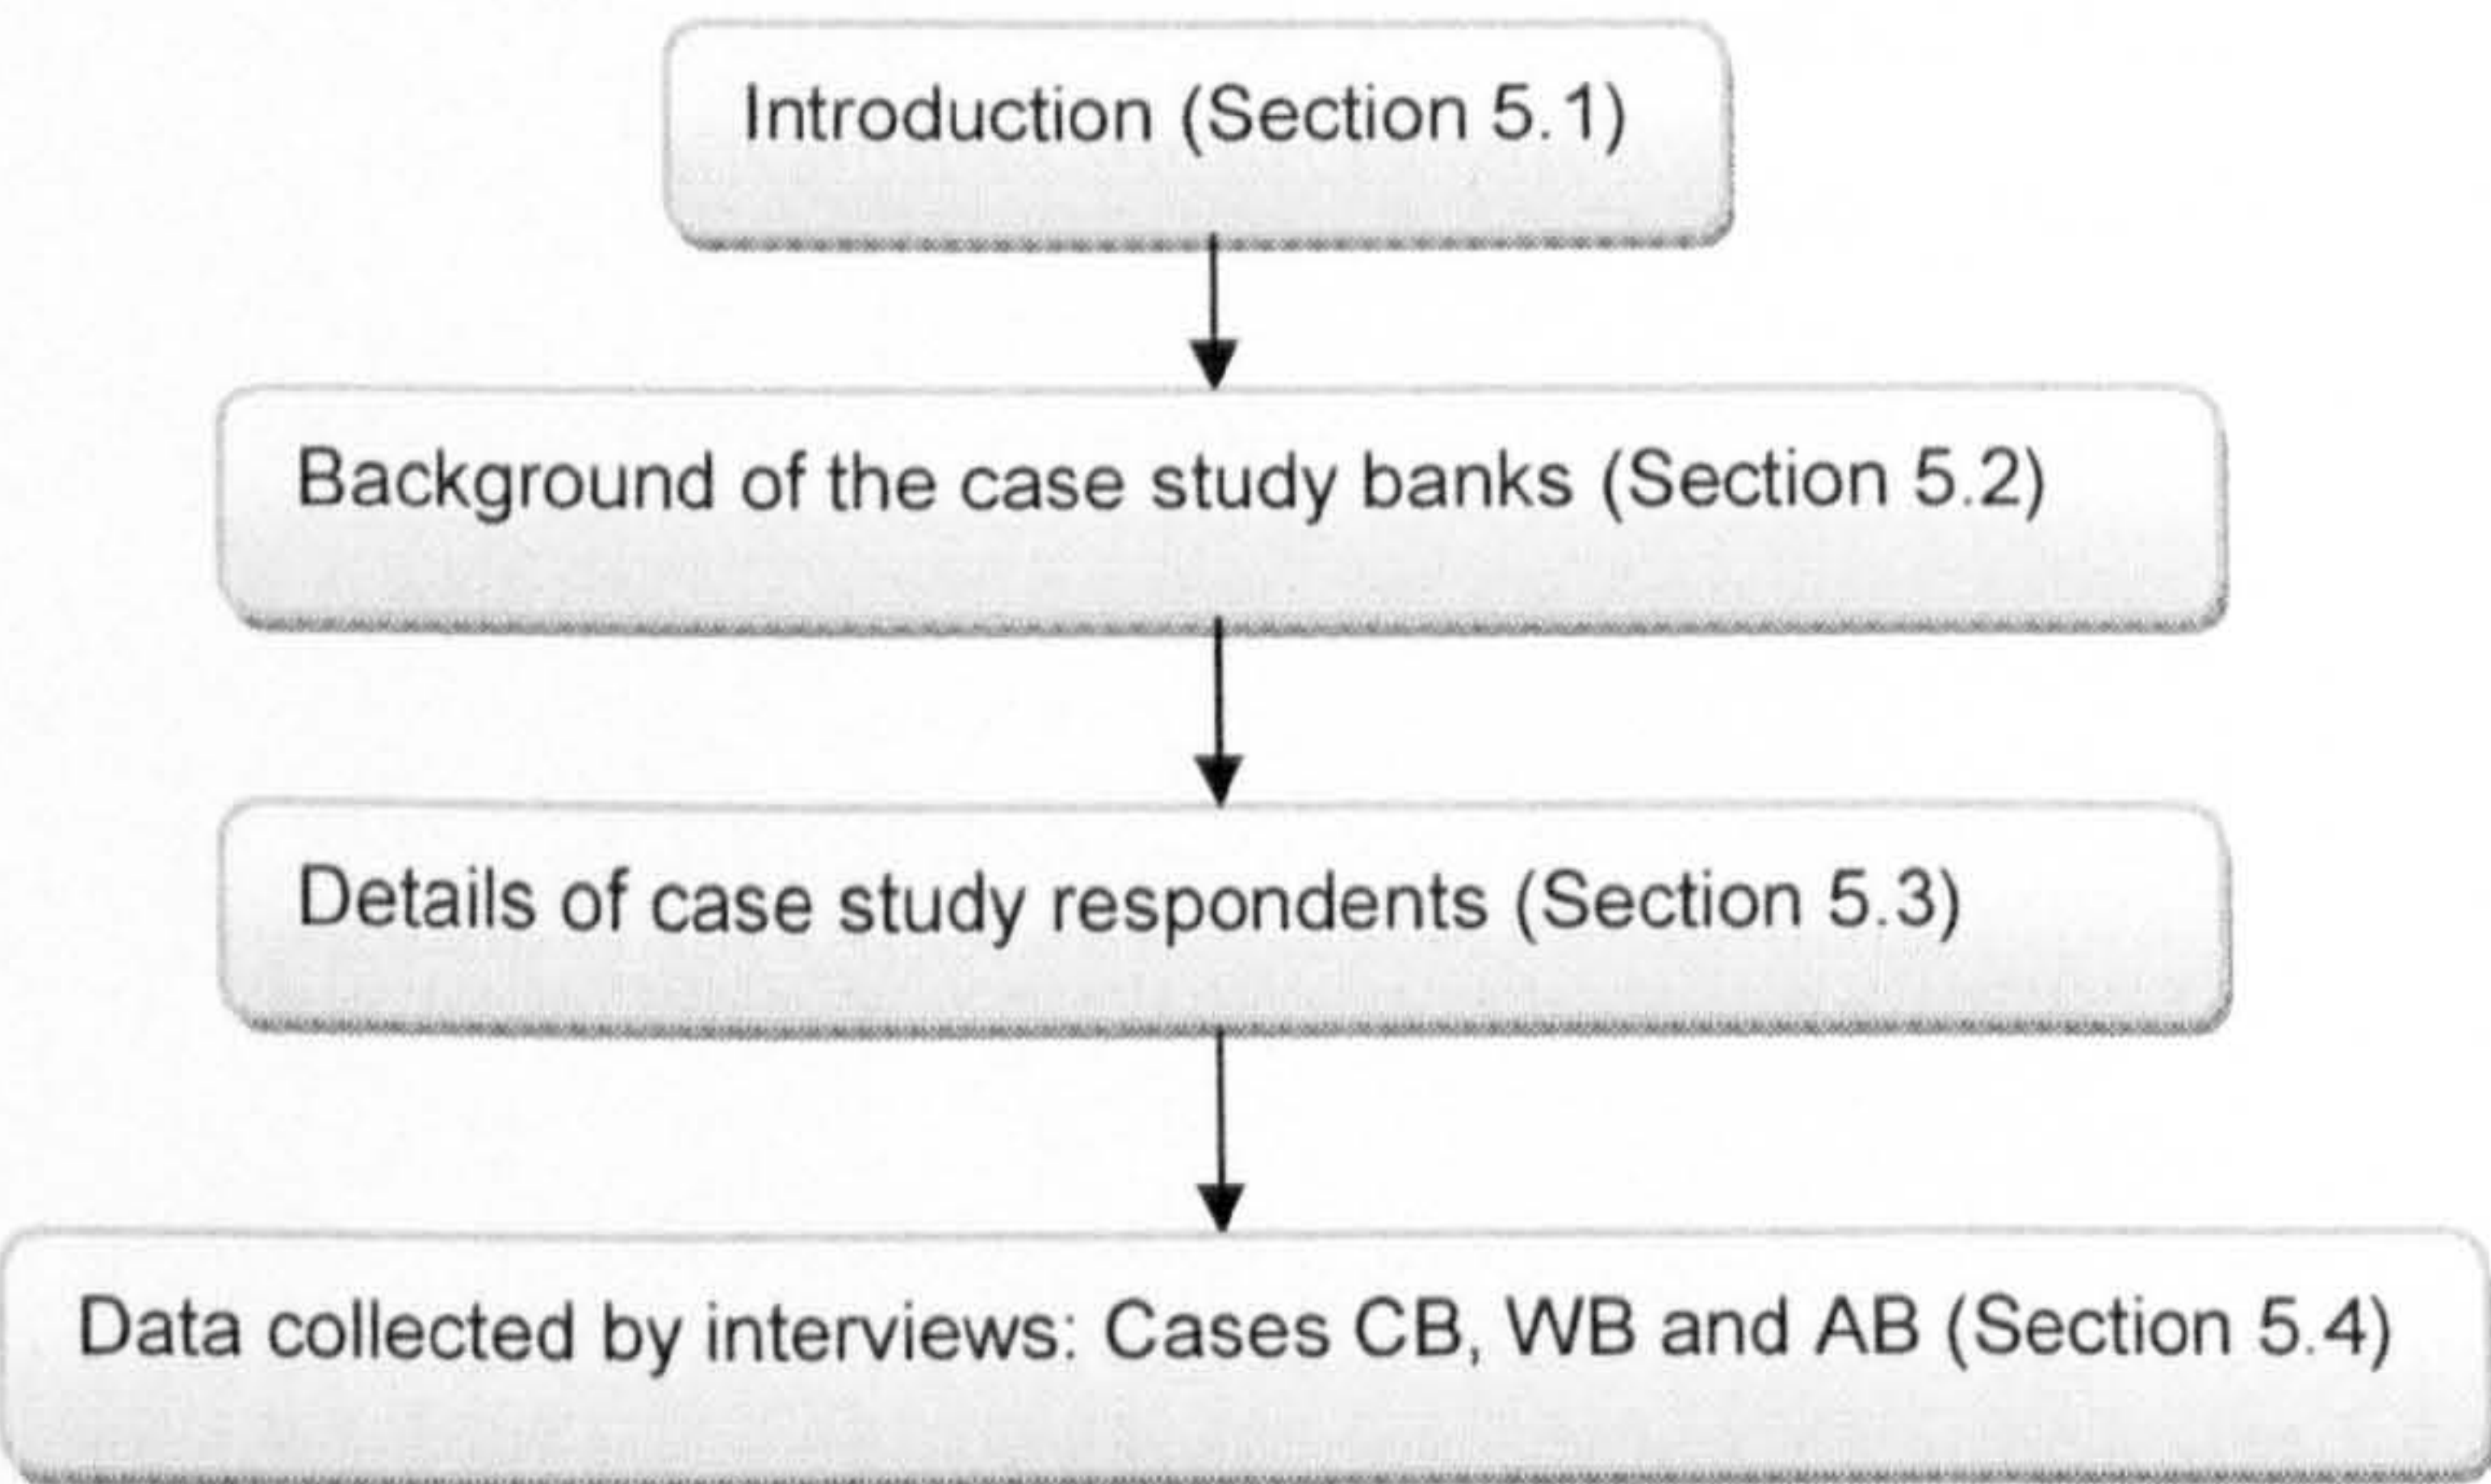 Introduction (Section 5.1)
Background of the case study banks (Section 5.2)
Details of case study respondents (Section 5.3)
Data collected by interviews: Cases CB, WB and AB (Section 5.4)